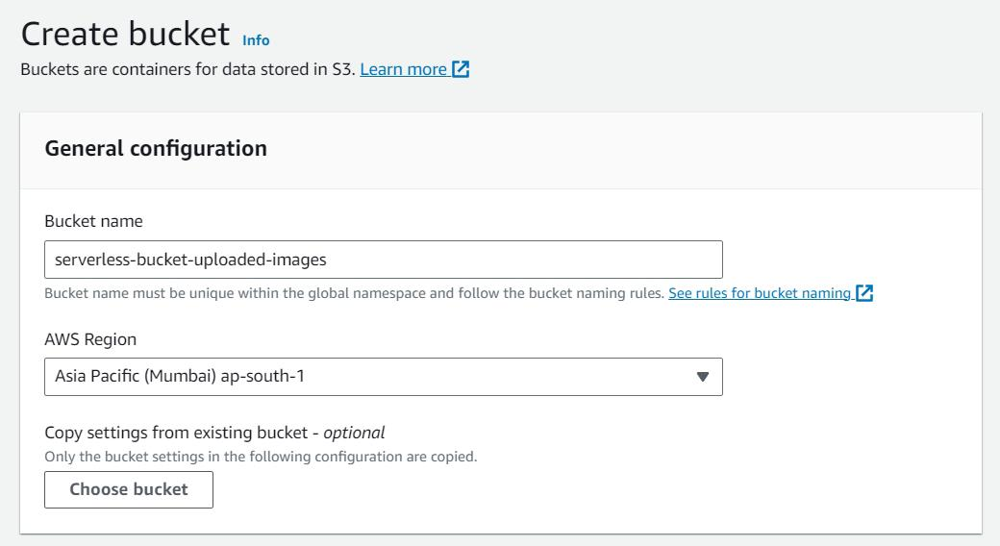 Create bucket Info
Buckets are containers for data stored in S3. Learn more
General configuration
Bucket name
serverless-bucket-uploaded-images
Bucket name must be unique within the global namespace and follow the bucket naming rules. See rules for bucket naming
AWS Region
Asia Pacific (Mumbai) ap-south-1
Copy settings from existing bucket - optional
Only the bucket settings in the following configuration are copied.
Choose bucket